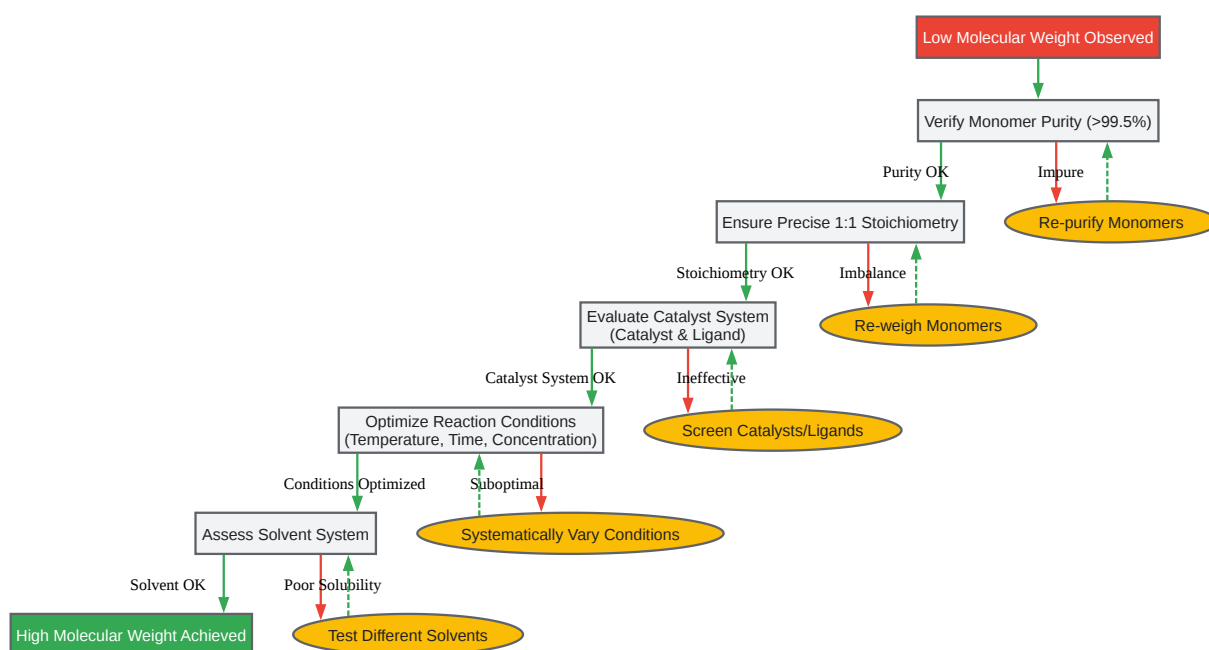 Low Molecular Weight Observed
Verify Monomer Purity (>99.5%)
Purity OK
Impure
Ensure Precise 1:1 Stoichiometry
Re-purify Monomers
Stoichiometry OK
Imbalance
Evaluate Catalyst System
(Catalyst & Ligand)
Re-weigh Monomers
Catalyst System OK
Ineffective
Optimize Reaction Conditions
(Temperature, Time, Concentration)
Screen Catalysts/Ligands
Conditions Optimized
Suboptimal
Assess Solvent System
Systematically Vary Conditions
Solvent OK
Poor Solubility
High Molecular Weight Achieved
Test Different Solvents